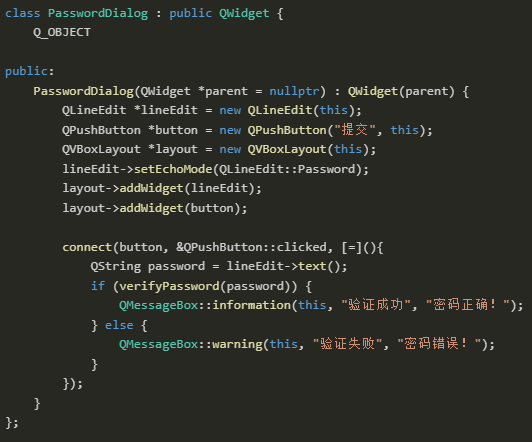 class PasswordDialog : public QWidget {
    Q_OBJECT

public:
    PasswordDialog(QWidget *parent = nullptr) : QWidget(parent) {
        QLineEdit *lineEdit = new QLineEdit(this);
        QPushButton *button = new QPushButton("提交", this);
        QVBoxLayout *layout = new QVBoxLayout(this);
        lineEdit->setEchoMode(QLineEdit::Password);
        layout->addWidget(lineEdit);
        layout->addWidget(button);

        connect(button, &QPushButton::clicked, [=](){
            QString password = lineEdit->text();
            if (verifyPassword(password)) {
                QMessageBox::information(this, "验证成功", "密码正确！");
            } else {
                QMessageBox::warning(this, "验证失败", "密码错误！");
            }
        });
    }
};